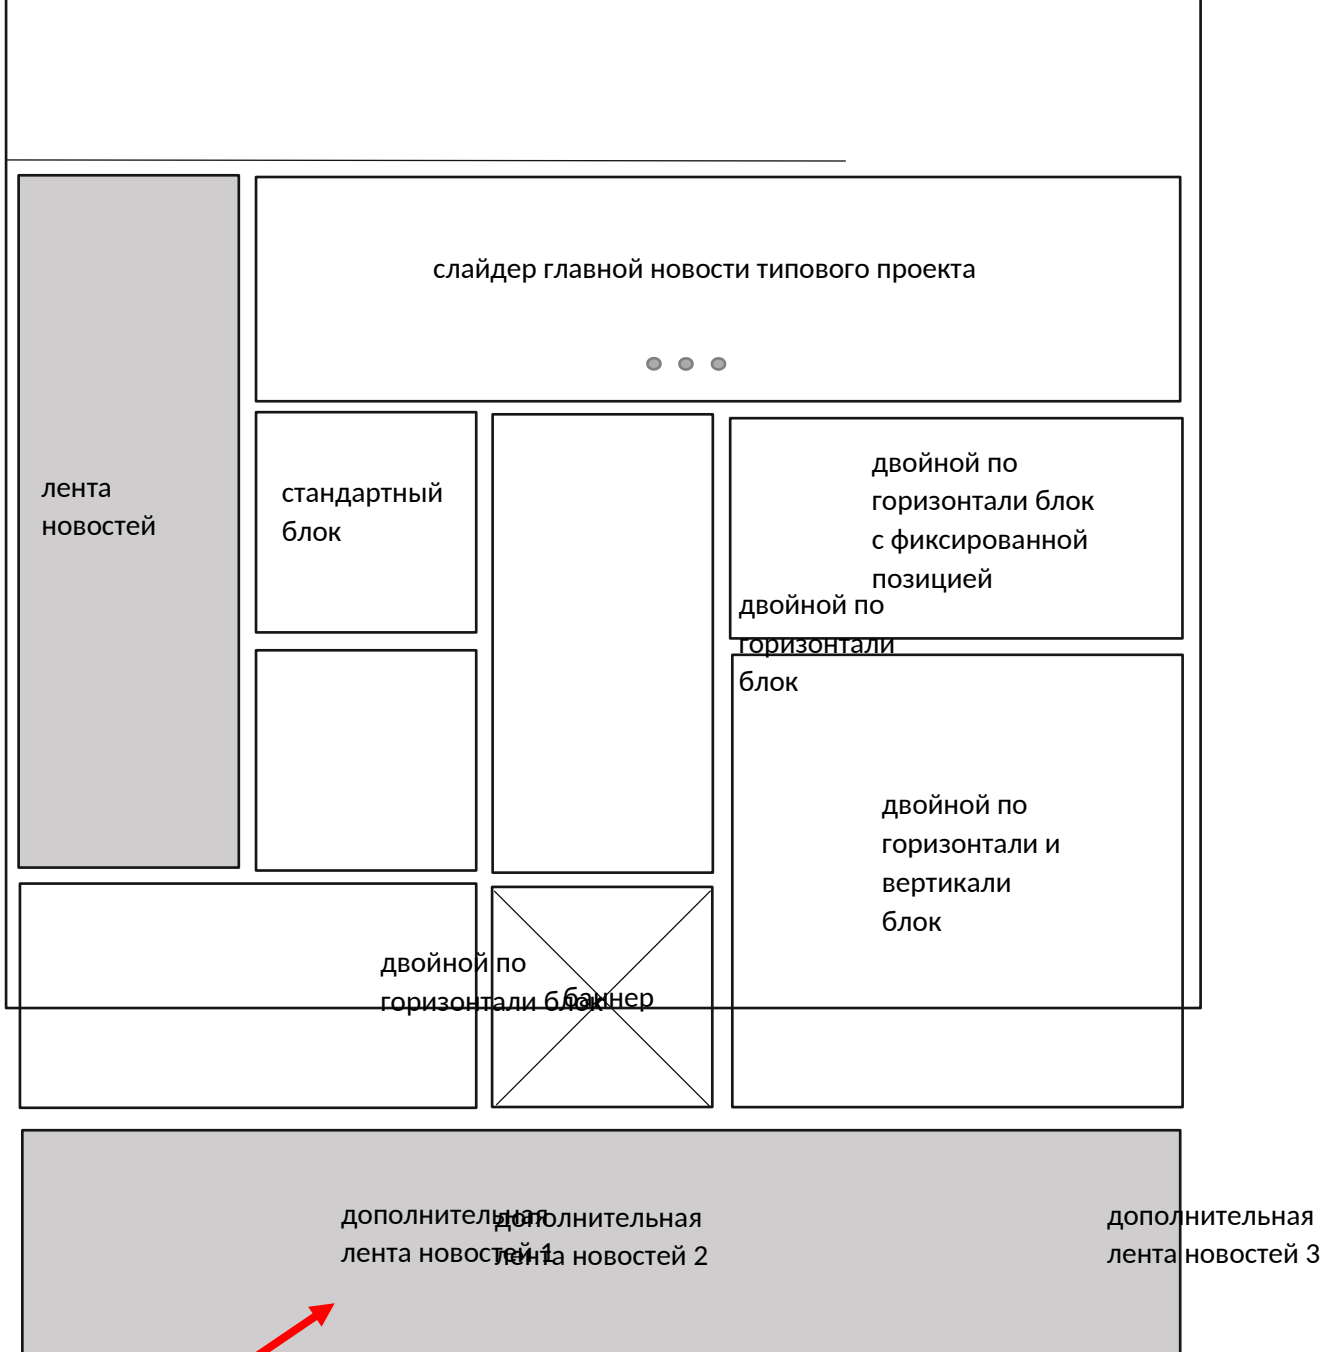 слайдер главной новости типового проекта
лента
новостей
стандартный
блок
двойной по
горизонтали блок
с фиксированной
позицией
двойной по
горизонтали
блок
двойной по
горизонтали и
вертикали
блок
двойной по
горизонтали блок
баннер
дополнительная
лента новостей 1
дополнительная
лента новостей 2
дополнительная
лента новостей 3